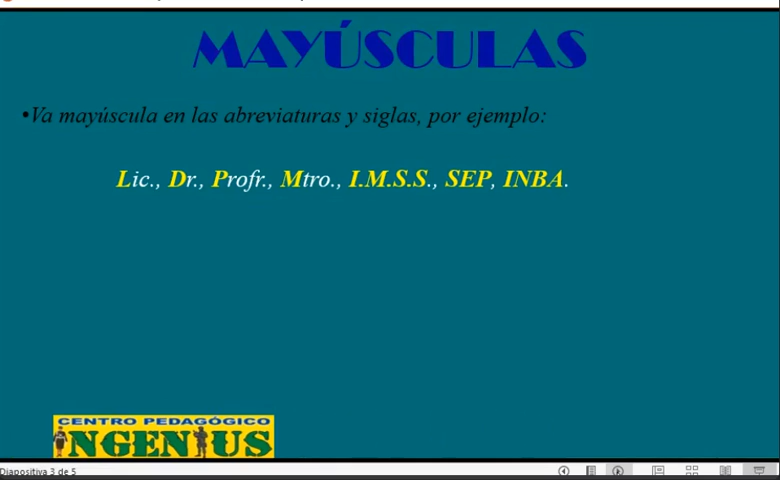 MAYÚSCULAS
•Va mayúscula en las abreviaturas y siglas, por ejemplo:
Lic., Dr., Profr., Mtro., I.M.S.S., SEP, INBA.
CENTRO PEDAGÓGICO
INGENIUS
Diapositiva 3 de 5